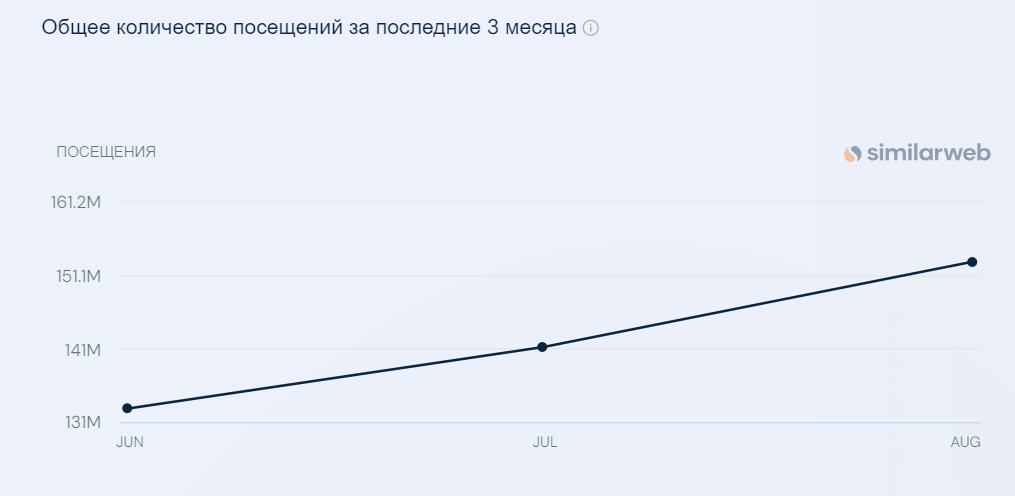 Общее количество посещений за последние 3 месяца
ПОСЕЩЕНИЯ
similarweb
161.2M
151.1M
141M
131M
JUN JUL AUG